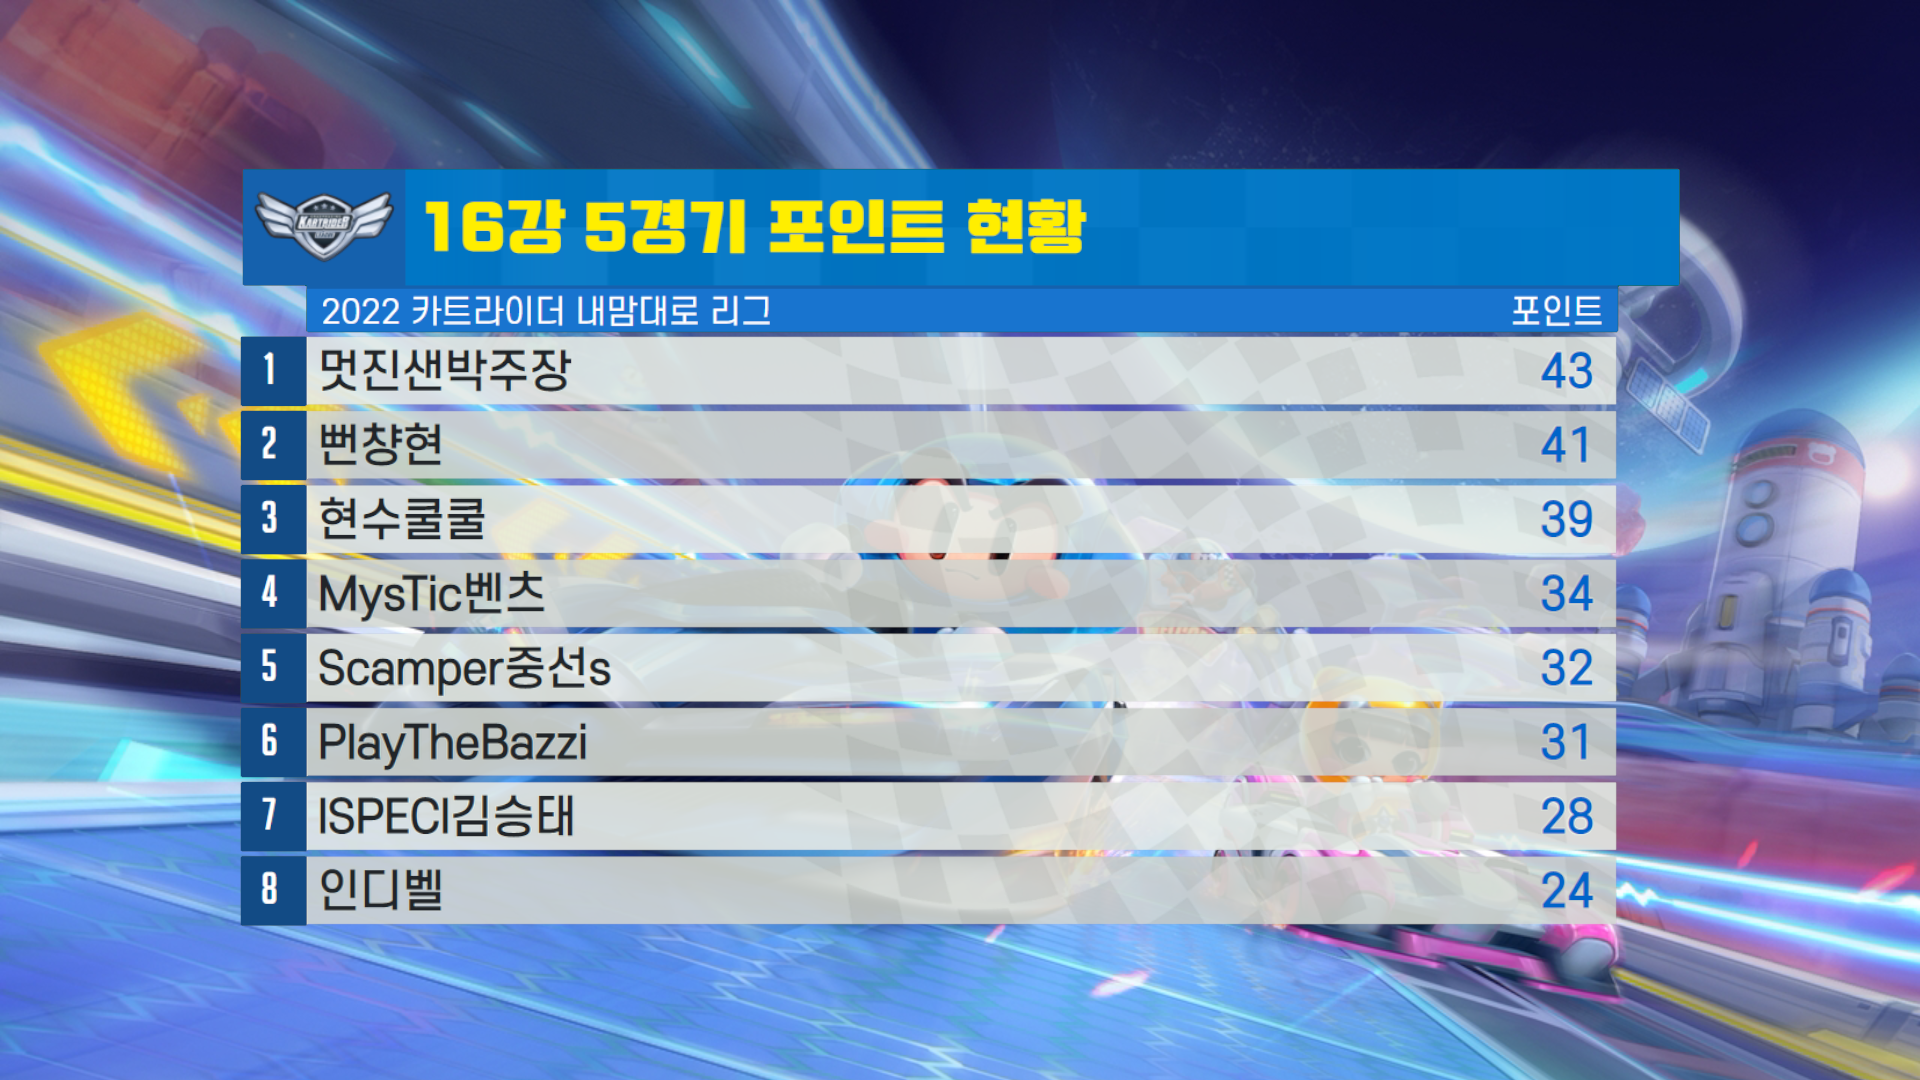 KARTRIDER
16강 5경기 포인트 현황
2022 카트라이더 내맘대로 리그 포인트
1 멋진샌박주장 43
2 뻔챵현 41
3 현수쿨쿨 39
4 MysTic벤츠 34
5 Scamper중선s 32
6 PlayTheBazzi 31
7 ISPECI김승태 28
8 인디벨 24